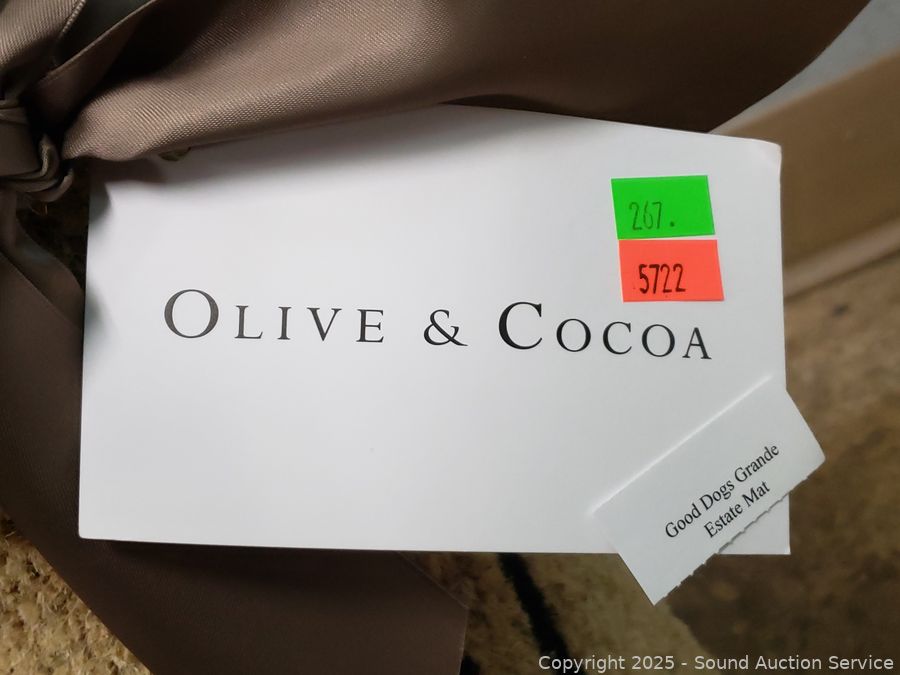 267.
5722
OLIVE & COCOA
Good Dogs Grande
Estate Mat
Copyright 2025 - Sound Auction Service